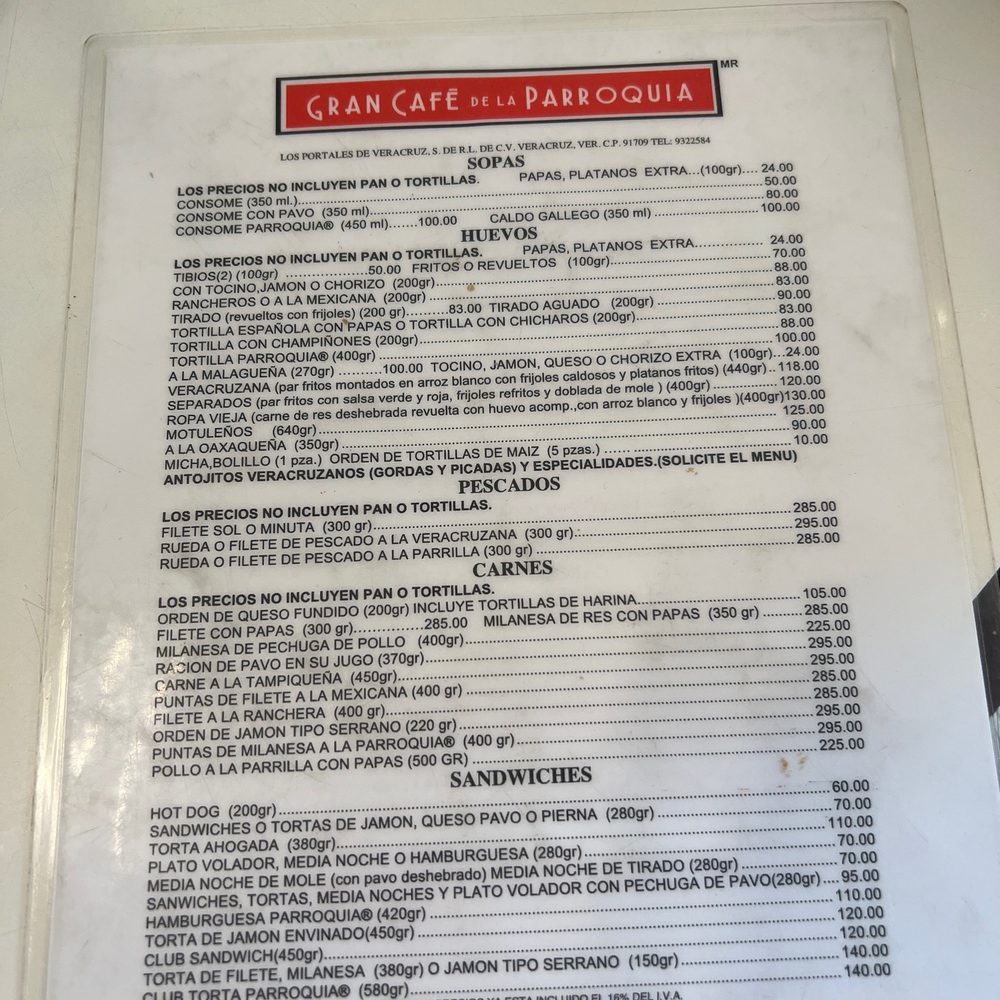 GRAN CAFÉ DE LA PARROQUIA MR
LOS PORTALES DE VERACRUZ, S. DE R.L. DE C.V. VERACRUZ, VER. C.P. 91709 TEL: 9322584
SOPAS
LOS PRECIOS NO INCLUYEN PAN O TORTILLAS. PAPAS, PLATANOS EXTRA...(100gr).... 24.00
CONSOME (350 ml.)..................50.00
CONSOME CON PAVO (350 ml)..................80.00
CONSOME PARROQUIA® (450 ml).......100.00 CALDO GALLEGO (350 ml) ..................100.00
HUEVOS
LOS PRECIOS NO INCLUYEN PAN O TORTILLAS. PAPAS, PLATANOS EXTRA............... 24.00
TIBIOS(2) (100gr) ....................50.00 FRITOS O REVUELTOS (100gr)..................70.00
CON TOCINO,JAMON O CHORIZO (200gr)..................88.00
RANCHEROS O A LA MEXICANA (200gr) ..................83.00
TIRADO (revueltos con frijoles) (200 gr)..........83.00 TIRADO AGUADO (200gr) ..................90.00
TORTILLA ESPAÑOLA CON PAPAS O TORTILLA CON CHICHAROS (200gr)..................83.00
TORTILLA CON CHAMPIÑONES (200gr)..................88.00
TORTILLA PARROQUIA® (400gr) ..................100.00
A LA MALAGUEÑA (270gr) ..........100.00 TOCINO, JAMON, QUESO O CHORIZO EXTRA (100gr)...24.00
VERACRUZANA (par fritos montados en arroz blanco con frijoles caldosos y platanos fritos) (440gr)..118.00
SEPARADOS (par fritos con salsa verde y roja, frijoles refritos y doblada de mole ) (400gr) ..................120.00
ROPA VIEJA (carne de res deshebrada revuelta con huevo acomp.,con arroz blanco y frijoles )(400gr)130.00
MOTULEÑOS (640gr)..................125.00
A LA OAXAQUEÑA (350gr)..................90.00
MICHA,BOLILLO (1 pza.) ORDEN DE TORTILLAS DE MAIZ (5 pzas.) ...... ..................10.00
ANTOJITOS VERACRUZANOS (GORDAS Y PICADAS) Y ESPECIALIDADES.(SOLICITE EL MENU)
PESCADOS
LOS PRECIOS NO INCLUYEN PAN O TORTILLAS.
FILETE SOL O MINUTA (300 gr)..................285.00
RUEDA O FILETE DE PESCADO A LA VERACRUZANA (300 gr)..................295.00
RUEDA O FILETE DE PESCADO A LA PARRILLA (300 gr) ..................285.00
CARNES
LOS PRECIOS NO INCLUYEN PAN O TORTILLAS.
ORDEN DE QUESO FUNDIDO (200gr) INCLUYE TORTILLAS DE HARINA..................105.00
FILETE CON PAPAS (300 gr)..................285.00 MILANESA DE RES CON PAPAS (350 gr) ..........285.00
MILANESA DE PECHUGA DE POLLO (400gr)..................225.00
RACION DE PAVO EN SU JUGO (370gr)..................295.00
CARNE A LA TAMPIQUEÑA (450gr)..................295.00
PUNTAS DE FILETE A LA MEXICANA (400 gr) ..................285.00
FILETE A LA RANCHERA (400 gr)..................285.00
ORDEN DE JAMON TIPO SERRANO (220 gr)..................295.00
PUNTAS DE MILANESA A LA PARROQUIA® (400 gr)..................295.00
POLLO A LA PARRILLA CON PAPAS (500 GR) ..................225.00
SANDWICHES
HOT DOG (200gr)..................60.00
SANDWICHES O TORTAS DE JAMON, QUESO PAVO O PIERNA (280gr) ..................70.00
TORTA AHOGADA (380gr)..................110.00
PLATO VOLADOR, MEDIA NOCHE O HAMBURGUESA (280gr) ..................70.00
MEDIA NOCHE DE MOLE (con pavo deshebrado) MEDIA NOCHE DE TIRADO (280gr) ..................70.00
SANWICHES, TORTAS, MEDIA NOCHES Y PLATO VOLADOR CON PECHUGA DE PAVO(280gr).... 95.00
HAMBURGUESA PARROQUIA® (420gr) ..................110.00
TORTA DE JAMON ENVINADO(450gr)..................120.00
CLUB SANDWICH(450gr)..................120.00
TORTA DE FILETE, MILANESA (380gr) O JAMON TIPO SERRANO (150gr)..................140.00
CLUB TORTA PARROQUIA® (580gr)..................140.00
YA ESTA INCLUIDO EL 16% DEL I.V.A.